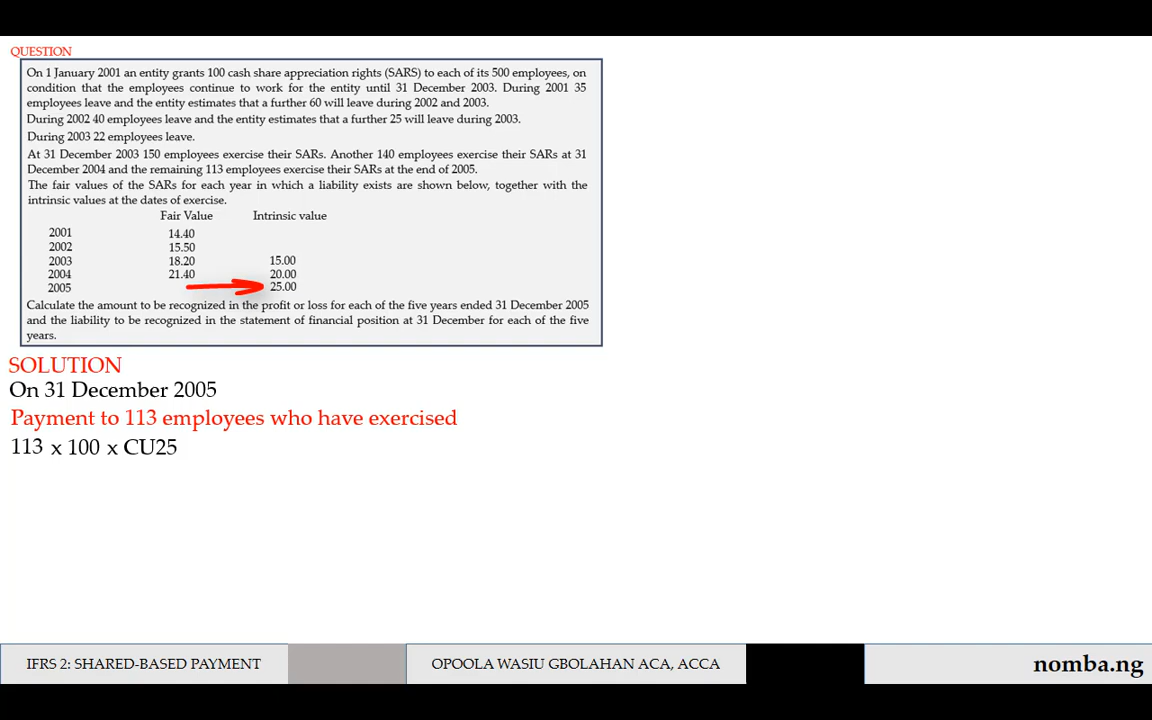 QUESTION
On 1 January 2001 an entity grants 100 cash share appreciation rights (SARS) to each of its 500 employees, on
condition that the employees continue to work for the entity until 31 December 2003. During 2001 35
employees leave and the entity estimates that a further 60 will leave during 2002 and 2003.
During 2002 40 employees leave and the entity estimates that a further 25 will leave during 2003.
During 2003 22 employees leave.
At 31 December 2003 150 employees exercise their SARs. Another 140 employees exercise their SARs at 31
December 2004 and the remaining 113 employees exercise their SARs at the end of 2005.
The fair values of the SARs for each year in which a liability exists are shown below, together with the
intrinsic values at the dates of exercise.
Fair Value Intrinsic value
2001 14.40
2002 15.50
2003 18.20 15.00
2004 21.40 20.00
2005 25.00
Calculate the amount to be recognized in the profit or loss for each of the five years ended 31 December 2005
and the liability to be recognized in the statement of financial position at 31 December for each of the five
years.
SOLUTION
On 31 December 2005
Payment to 113 employees who have exercised
113 x 100 x CU25
IFRS 2: SHARED-BASED PAYMENT
OPOOLA WASIU GBOLAHAN ACA, ACCA
nomba.ng